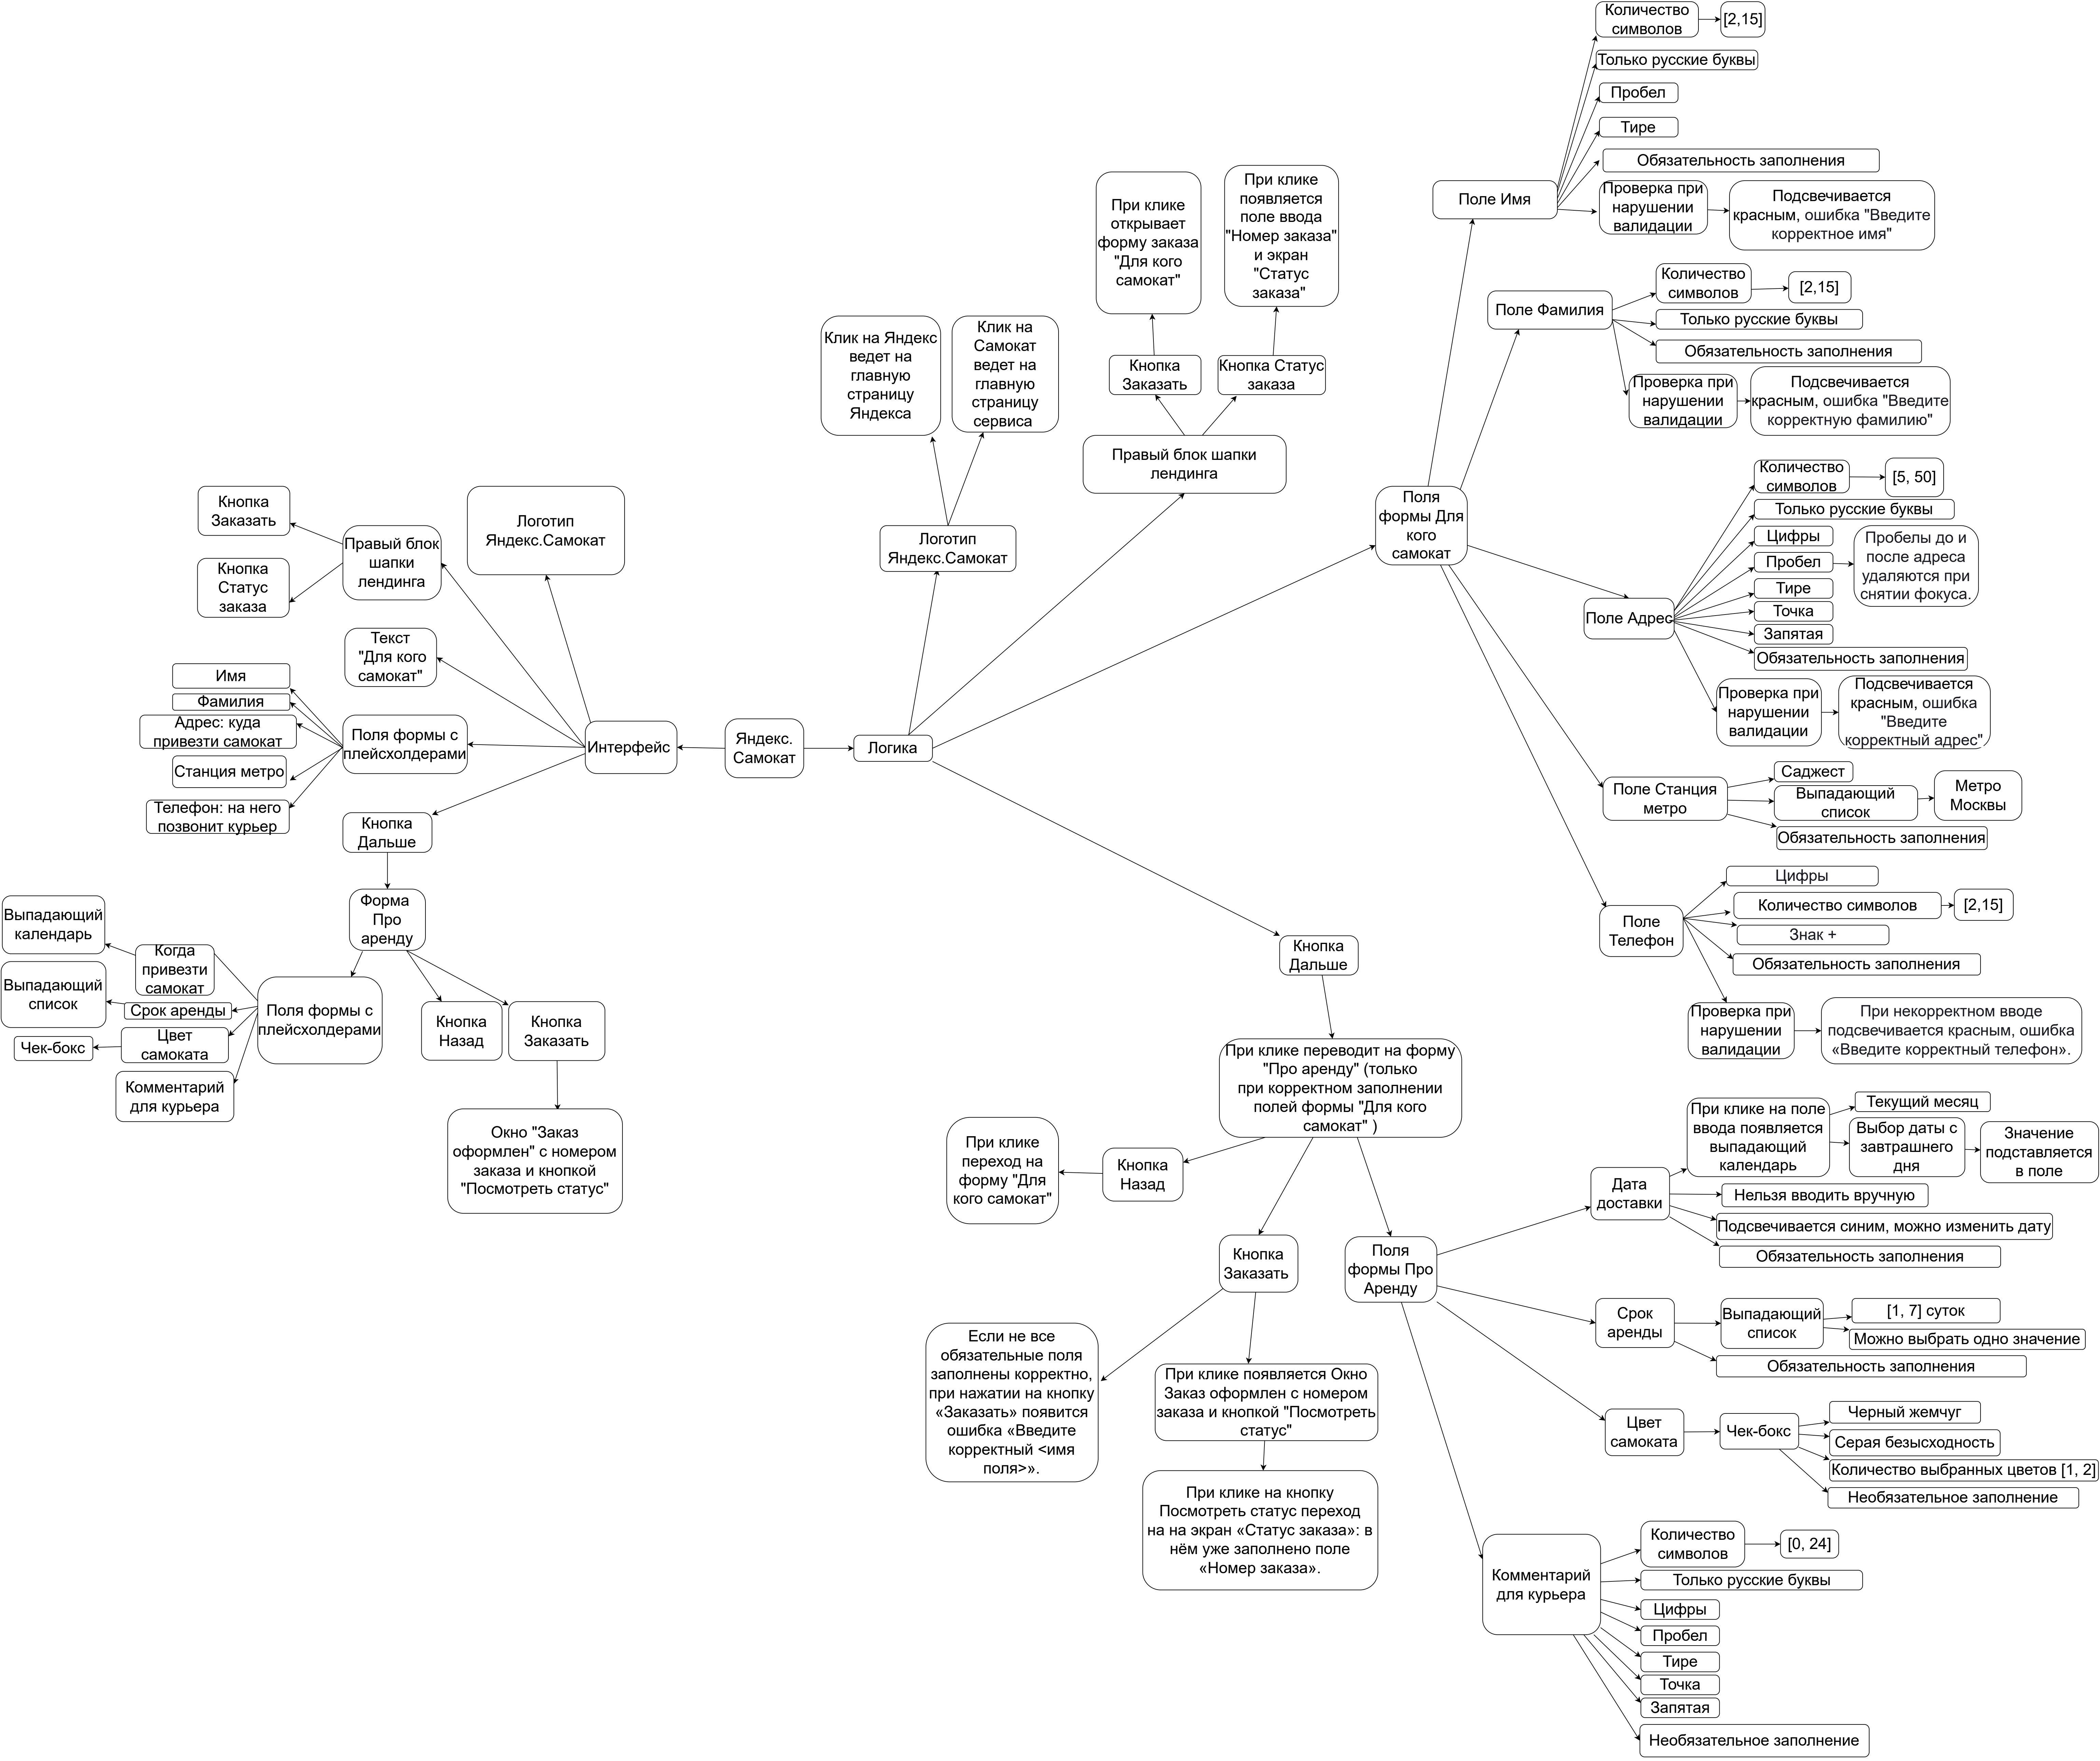 Количество
символов
[2,15]
Только русские буквы
Пробел
Тире
Обязательность заполнения
Поле Имя
Проверка при
нарушении
валидации
Подсвечивается
красным, ошибка "Введите
корректное имя"
При клике
открывает
форму заказа
"Для кого
самокат"
При клике
появляется
поле ввода
"Номер заказа"
и экран
"Статус
заказа"
Количество
символов
[2,15]
Поле Фамилия
Только русские буквы
Обязательность заполнения
Проверка при
нарушении
валидации
Подсвечивается
красным, ошибка "Введите
корректную фамилию"
Клик на Яндекс
ведет на
главную
страницу
Яндекса
Клик на
Самокат
ведет на
главную
страницу
сервиса
Кнопка
Заказать
Кнопка Статус
заказа
Правый блок шапки
лендинга
Количество
символов
[5, 50]
Только русские буквы
Цифры
Пробел
Пробелы до и
после адреса
удаляются при
снятии фокуса.
Тире
Точка
Запятая
Обязательность заполнения
Поле Адрес
Проверка при
нарушении
валидации
Подсвечивается
красным, ошибка
"Введите
корректный адрес"
Поля
формы Для
кого
самокат
Логотип
Яндекс.Самокат
Кнопка
Заказать
Кнопка
Статус
заказа
Правый блок
шапки
лендинга
Логотип
Яндекс.Самокат
Текст
"Для кого
самокат"
Имя
Фамилия
Адрес: куда
привезти самокат
Станция метро
Телефон: на него
позвонит курьер
Поля формы с
плейсхолдерами
Интерфейс
Яндекс.
Самокат
Логика
Поле Станция
метро
Саджест
Выпадающий
список
Метро
Москвы
Обязательность заполнения
Кнопка
Дальше
Форма
Про
аренду
Выпадающий
календарь
Когда
привезти
самокат
Выпадающий
список
Срок аренды
Чек-бокс
Цвет
самоката
Комментарий
для курьера
Поля формы с
плейсхолдерами
Кнопка
Назад
Кнопка
Заказать
Окно "Заказ
оформлен" с номером
заказа и кнопкой
"Посмотреть статус"
Поле
Телефон
Цифры
Количество символов
[2,15]
Знак +
Обязательность заполнения
Проверка при
нарушении
валидации
При некорректном вводе
подсвечивается красным, ошибка
«Введите корректный телефон».
Кнопка
Дальше
При клике переводит на форму
"Про аренду" (только
при корректном заполнении
полей формы "Для кого
самокат" )
При клике
переход на
форму "Для
кого самокат"
Кнопка
Назад
Кнопка
Заказать
Поля
формы Про
Аренду
Дата
доставки
При клике на поле
ввода появляется
выпадающий
календарь
Текущий месяц
Выбор даты с
завтрашнего
дня
Значение
подставляется
в поле
Нельзя вводить вручную
Подсвечивается синим, можно изменить дату
Обязательность заполнения
Срок
аренды
Выпадающий
список
[1, 7] суток
Можно выбрать одно значение
Обязательность заполнения
Если не все
обязательные поля
заполнены корректно,
при нажатии на кнопку
«Заказать» появится
ошибка «Введите
корректный <имя
поля>».
При клике появляется Окно
Заказ оформлен с номером
заказа и кнопкой "Посмотреть
статус"
При клике на кнопку
Посмотреть статус переход
на на экран «Статус заказа»: в
нём уже заполнено поле
«Номер заказа».
Цвет
самоката
Чек-бокс
Черный жемчуг
Серая безысходность
Количество выбранных цветов [1, 2]
Необязательное заполнение
Комментарий
для курьера
Количество
символов
[0, 24]
Только русские буквы
Цифры
Пробел
Тире
Точка
Запятая
Необязательное заполнение